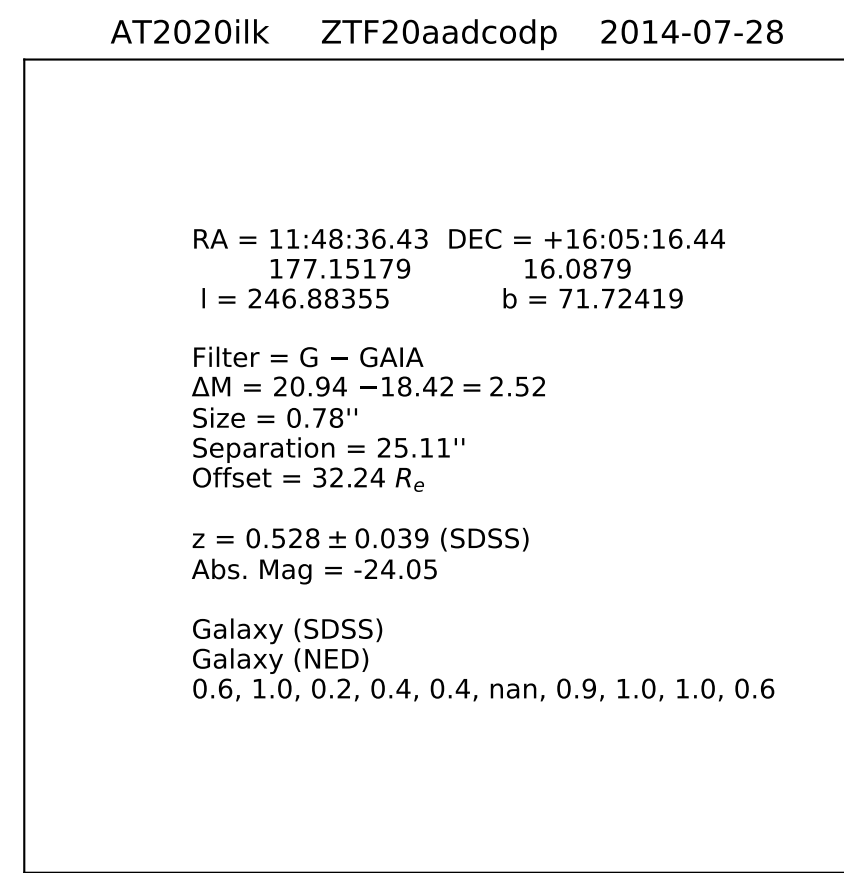 AT2020ilk ZTF20aadcodp 2014-07-28
RA = 11:48:36.43 DEC = +16:05:16.44
177.15179 16.0879
l = 246.88355 b = 71.72419
Filter = G − GAIA
ΔM = 20.94 −18.42 = 2.52
Size = 0.78''
Separation = 25.11''
Offset = 32.24 Re
z = 0.528 ± 0.039 (SDSS)
Abs. Mag = -24.05
Galaxy (SDSS)
Galaxy (NED)
0.6, 1.0, 0.2, 0.4, 0.4, nan, 0.9, 1.0, 1.0, 0.6